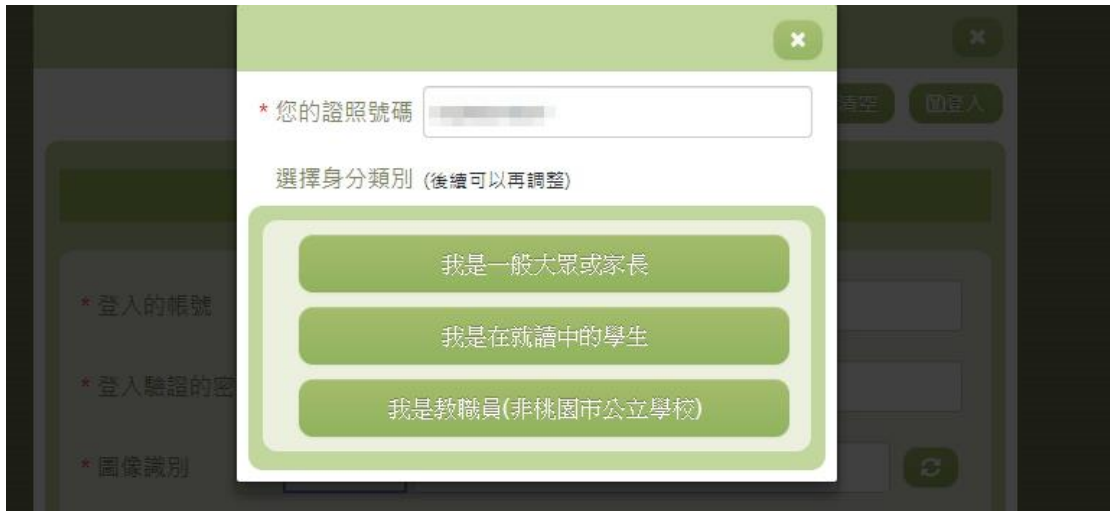 * 您的證照號碼
選擇身分類別 (後續可以再調整)
我是一般大眾或家長
我是在就讀中的學生
我是教職員(非桃園市公立學校)
清空
登入
* 登入的帳號
* 登入驗證的密
* 圖像識別